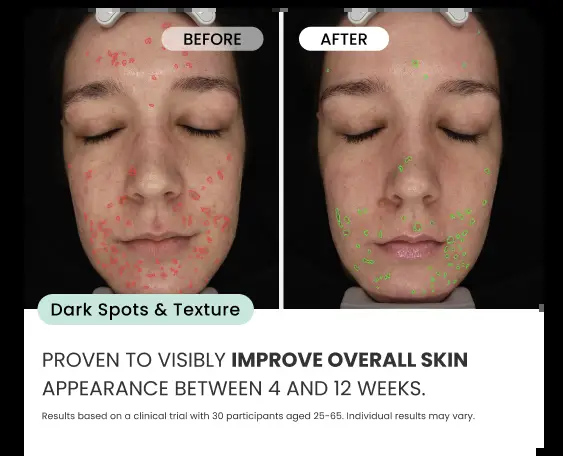 BEFORE
AFTER
Dark Spots & Texture
PROVEN TO VISIBLY IMPROVE OVERALL SKIN
APPEARANCE BETWEEN 4 AND 12 WEEKS.
Results based on a clinical trial with 30 participants aged 25-65. Individual results may vary.